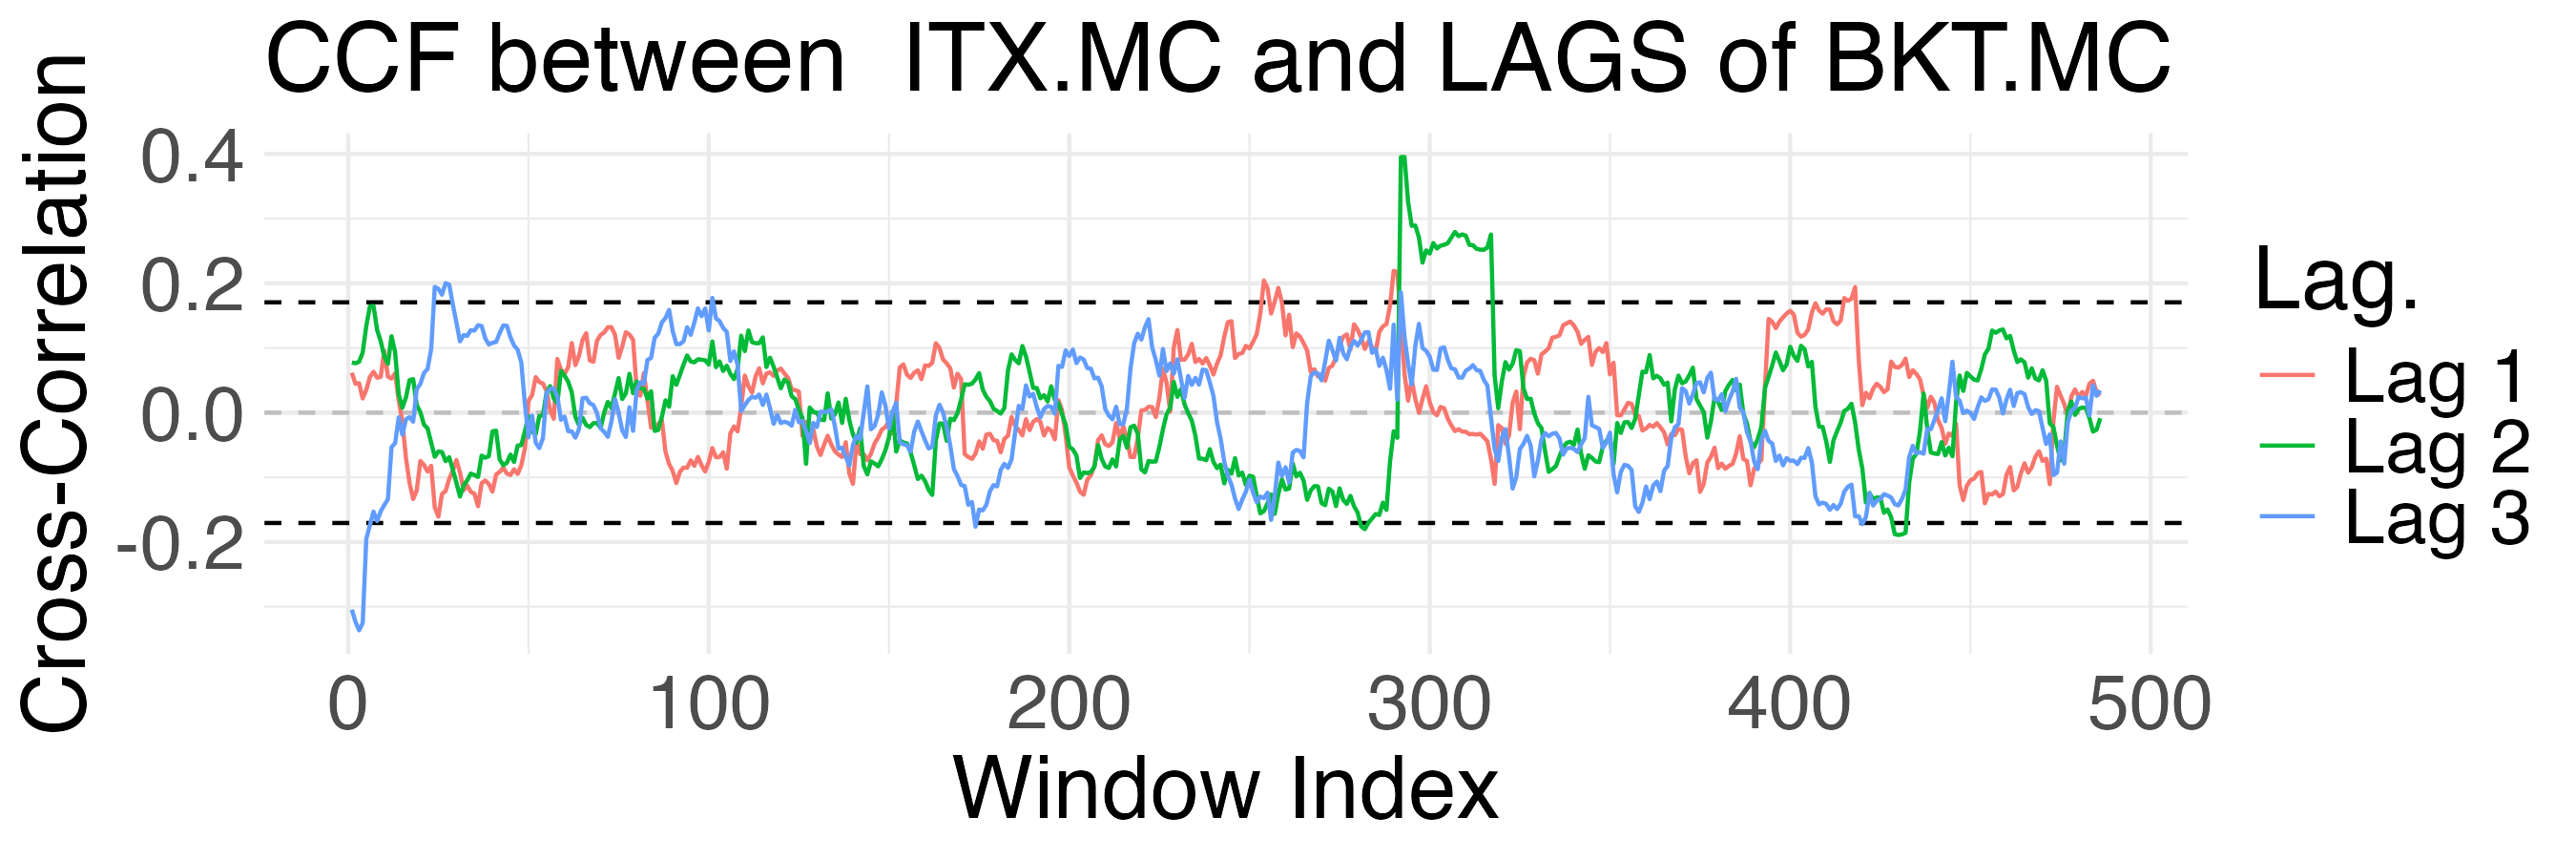 CCF between  ITX.MC and LAGS of BKT.MC
Cross-Correlation
0.4
0.2
0.0
-0.2
0 100 200 300 400 500
Window Index
Lag.
Lag 1
Lag 2
Lag 3